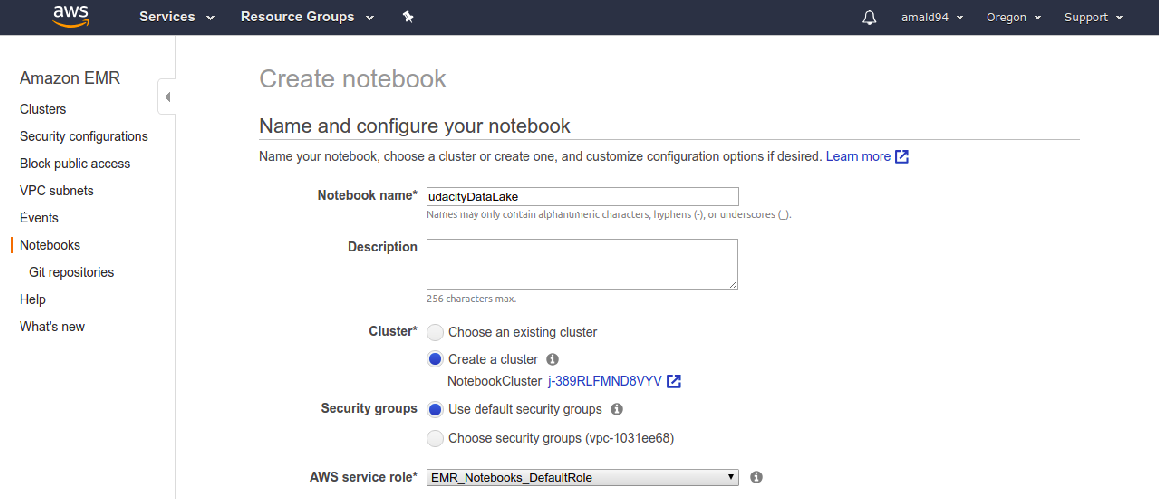 aws Services Resource Groups amald94 Oregon Support
Amazon EMR
Clusters
Security configurations
Block public access
VPC subnets
Events
Notebooks
Git repositories
Help
What's new
Create notebook
Name and configure your notebook
Name your notebook, choose a cluster or create one, and customize configuration options if desired. Learn more
Notebook name* udacityDataLake
Names may only contain alphanumeric characters, hyphens (-), or underscores (_).
Description
256 characters max.
Cluster* Choose an existing cluster
Create a cluster
NotebookCluster j-389RLFMND8VYV
Security groups Use default security groups
Choose security groups (vpc-1031ee68)
AWS service role* EMR_Notebooks_DefaultRole